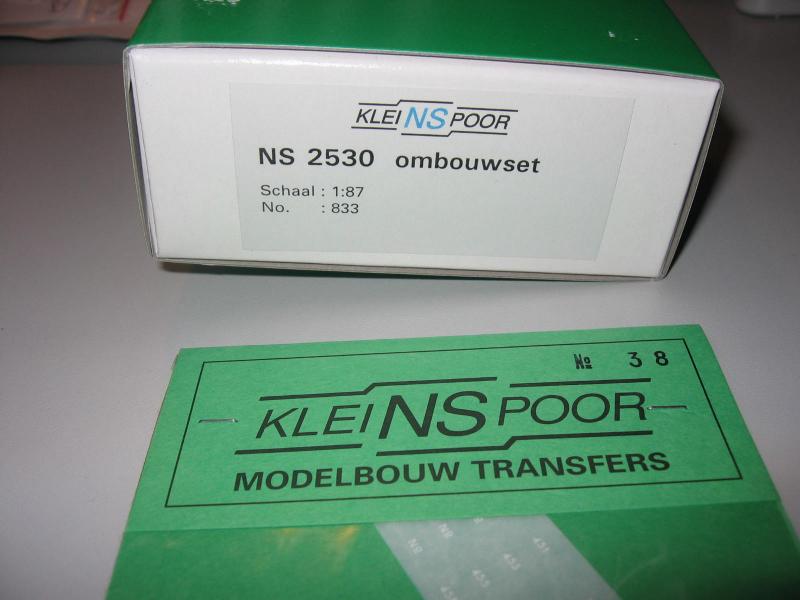 KLEINSPOOR
NS 2530 ombouwset
Schaal : 1:87
No. : 833
№ 38
KLEINSPOOR
MODELBOUW TRANSFERS